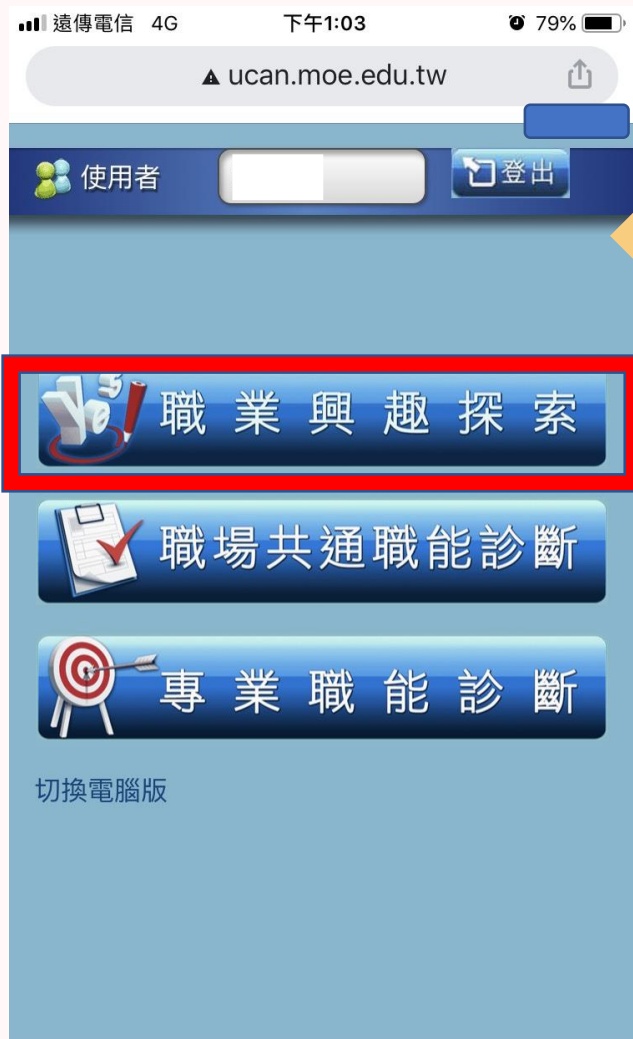 遠傳電信 4G 下午1:03 79%
ucan.moe.edu.tw
使用者 登出
職業興趣探索
職場共通職能診斷
專業職能診斷
切換電腦版